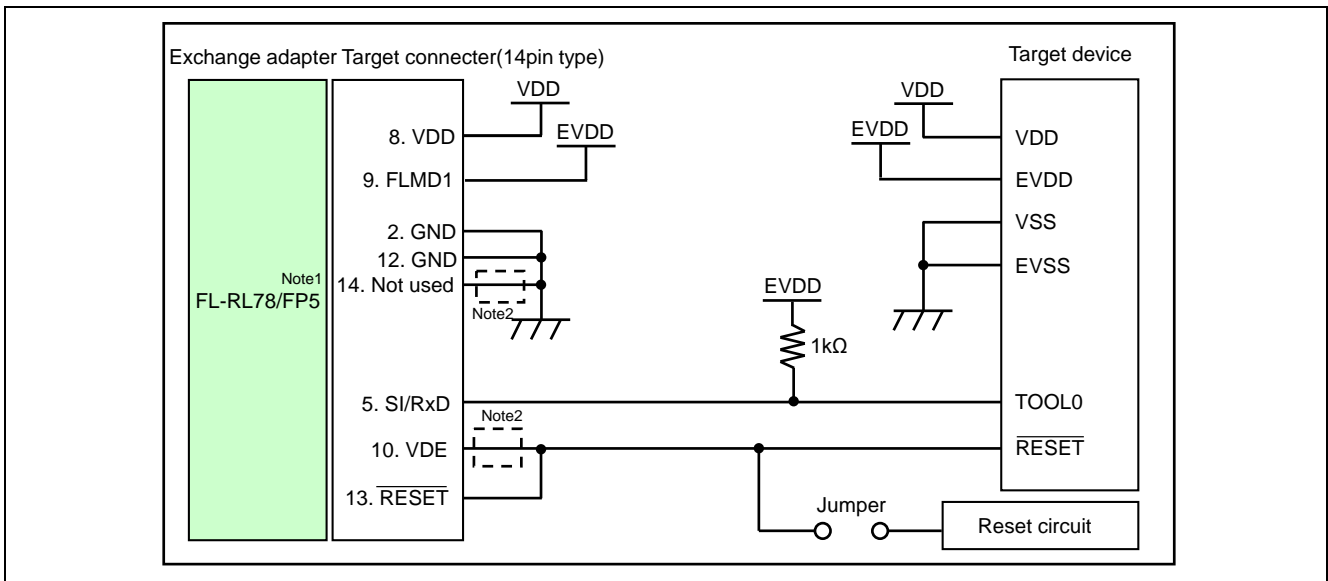 Exchange adapter Target connecter(14pin type)
Target device
VDD
EVDD
8. VDD
9. FLMD1
2. GND
12. GND
14. Not used
Note2
Note1
FL-RL78/FP5
VDD
EVDD
VDD
EVDD
VSS
EVSS
EVDD
1kΩ
5. SI/RxD
TOOL0
Note2
10. VDE
RESET
13. RESET
Jumper
Reset circuit